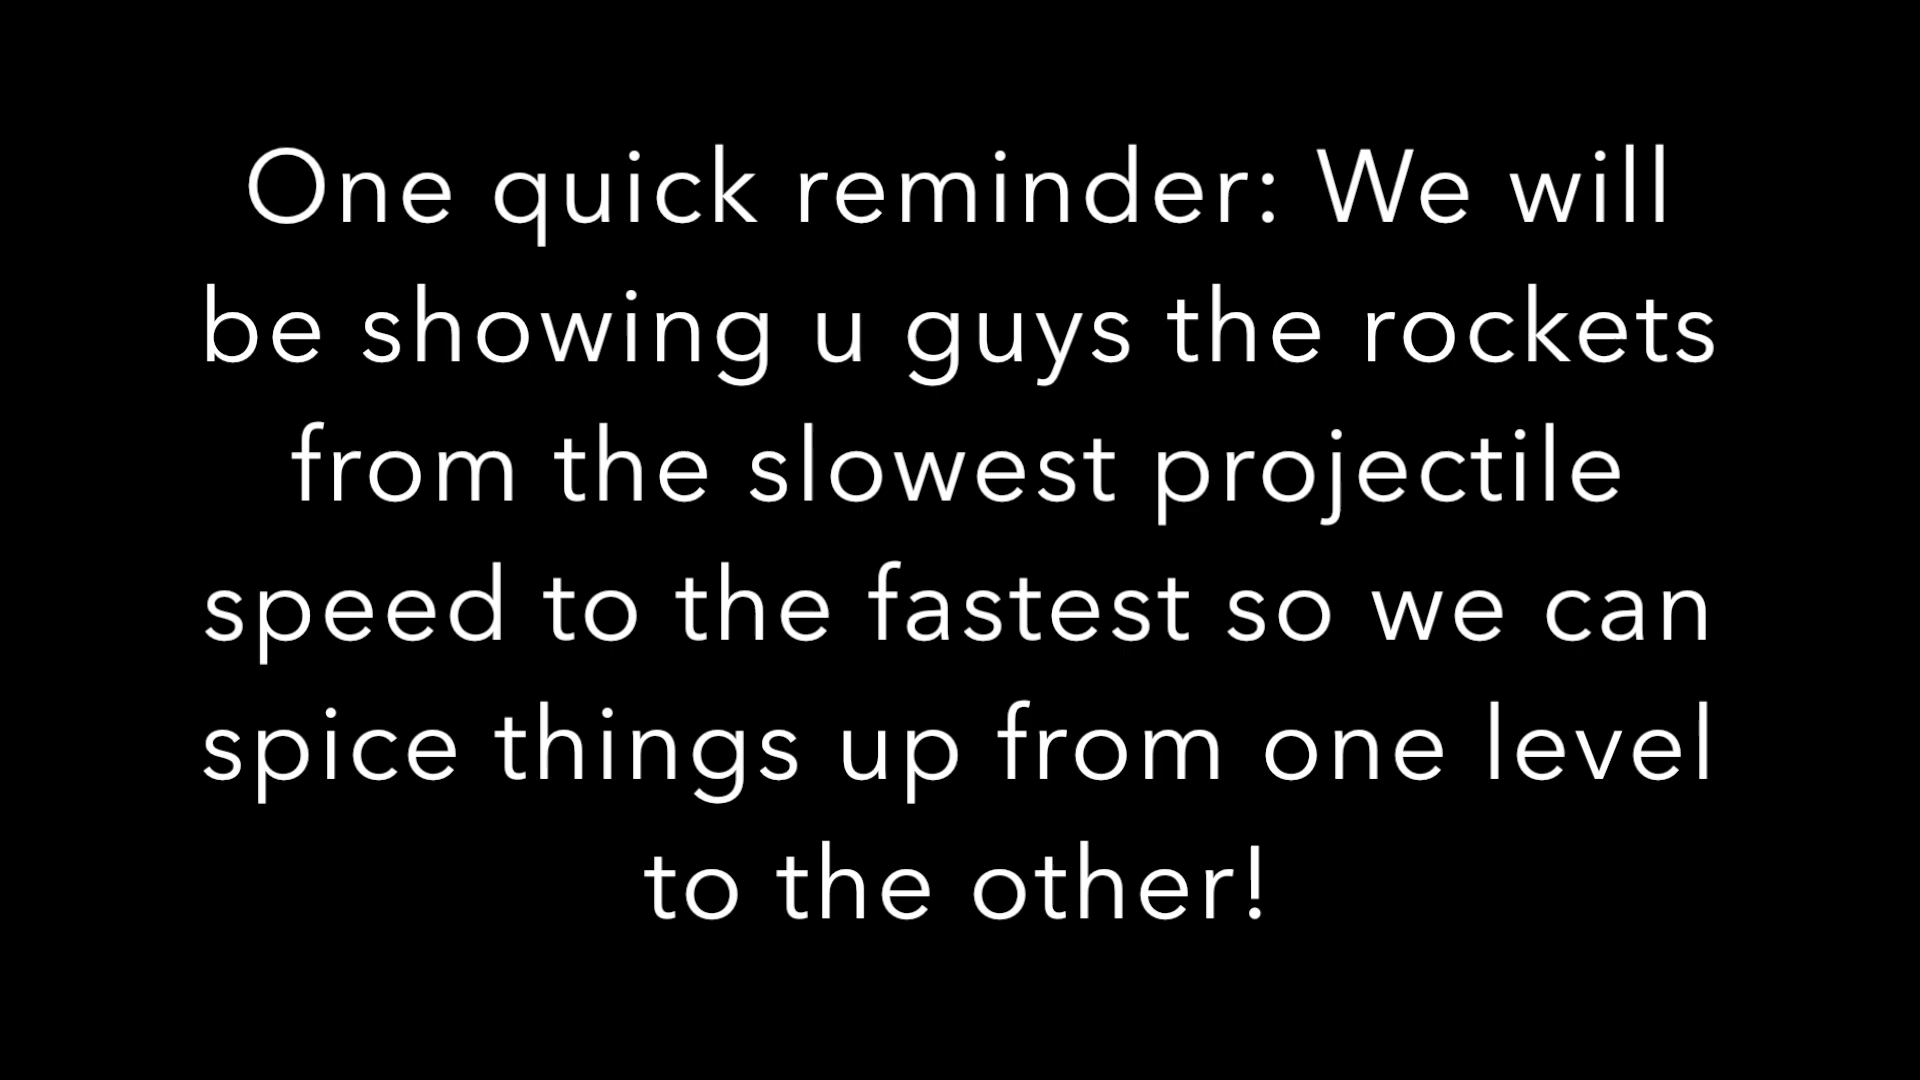 One quick reminder: We will
be showing u guys the rockets
from the slowest projectile
speed to the fastest so we can
spice things up from one level
to the other!